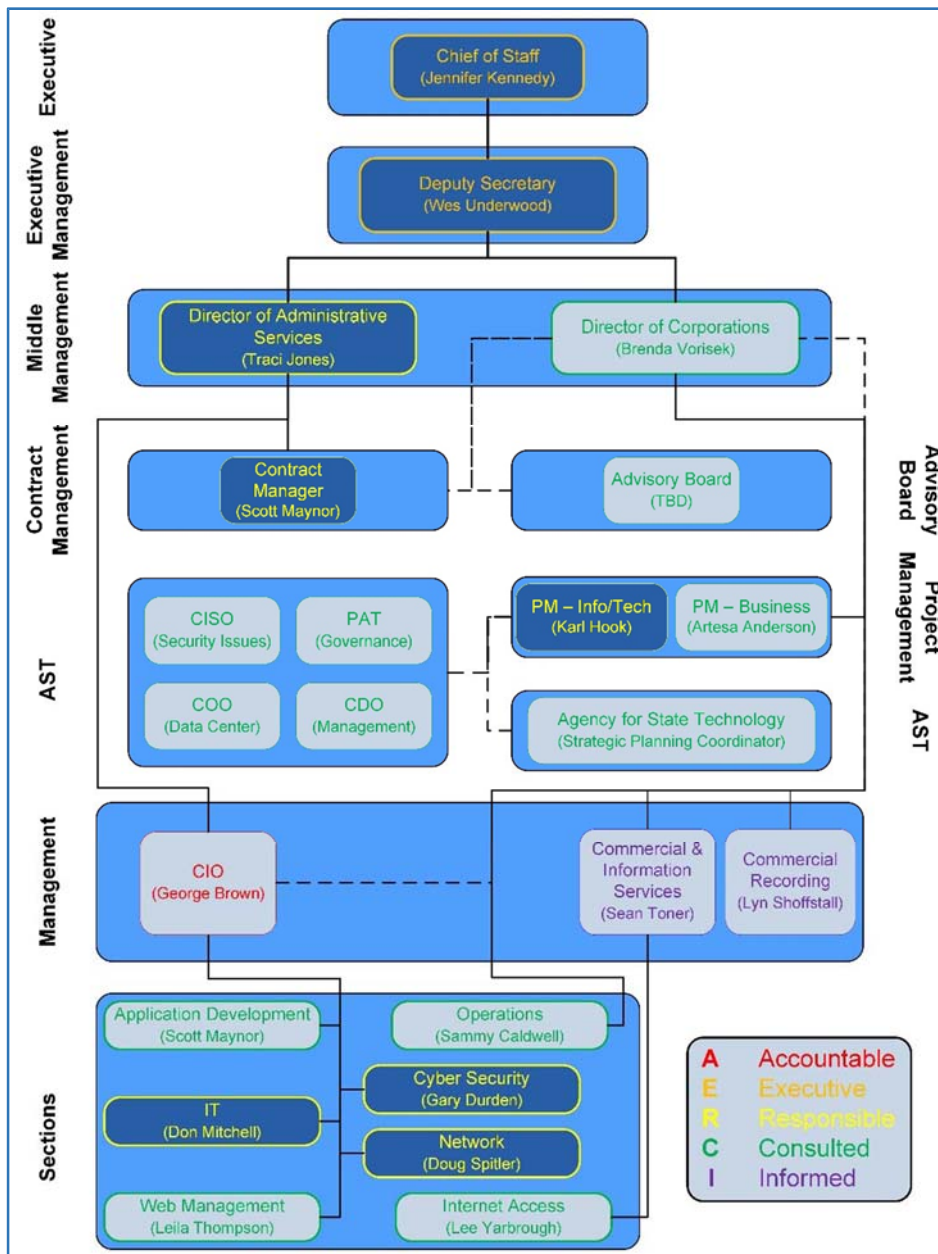 Executive
Chief of Staff
(Jennifer Kennedy)
Executive
Management
Deputy Secretary
(Wes Underwood)
Middle
Management
Director of Administrative
Services
(Traci Jones)
Director of Corporations
(Brenda Vorisek)
Contract
Management
Contract
Manager
(Scott Maynor)
Advisory Board
(TBD)
Advisory
Board
AST
CISO
(Security Issues)
PAT
(Governance)
COO
(Data Center)
CDO
(Management)
PM – Info/Tech
(Karl Hook)
PM – Business
(Artesa Anderson)
Project
Management
Agency for State Technology
(Strategic Planning Coordinator)
AST
Management
CIO
(George Brown)
Commercial &
Information
Services
(Sean Toner)
Commercial
Recording
(Lyn Shoffstall)
Sections
Application Development
(Scott Maynor)
Operations
(Sammy Caldwell)
Cyber Security
(Gary Durden)
IT
(Don Mitchell)
Network
(Doug Spitler)
Web Management
(Leila Thompson)
Internet Access
(Lee Yarbrough)
A Accountable
E Executive
R Responsible
C Consulted
I Informed